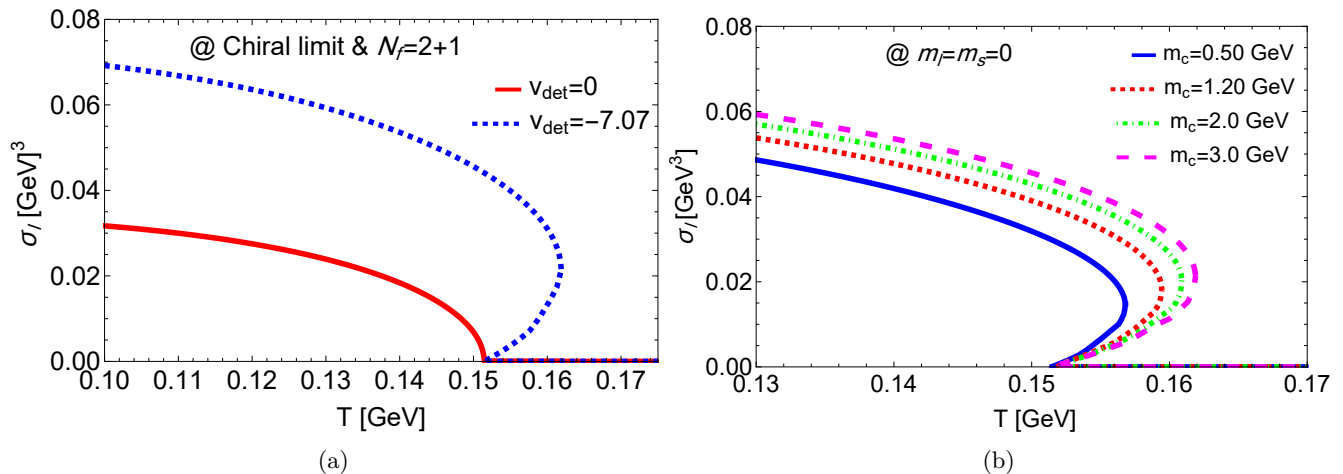 @ Chiral limit & N_f=2+1
v_det=0
v_det=−7.07
σ_l [GeV]^3
0.08
0.06
0.04
0.02
0.00
0.10 0.11 0.12 0.13 0.14 0.15 0.16 0.17
T [GeV]
(a)
@ m_l=m_s=0
m_c=0.50 GeV
m_c=1.20 GeV
m_c=2.0 GeV
m_c=3.0 GeV
σ_l [GeV^3]
0.08
0.06
0.04
0.02
0.00
0.13 0.14 0.15 0.16 0.17
T [GeV]
(b)